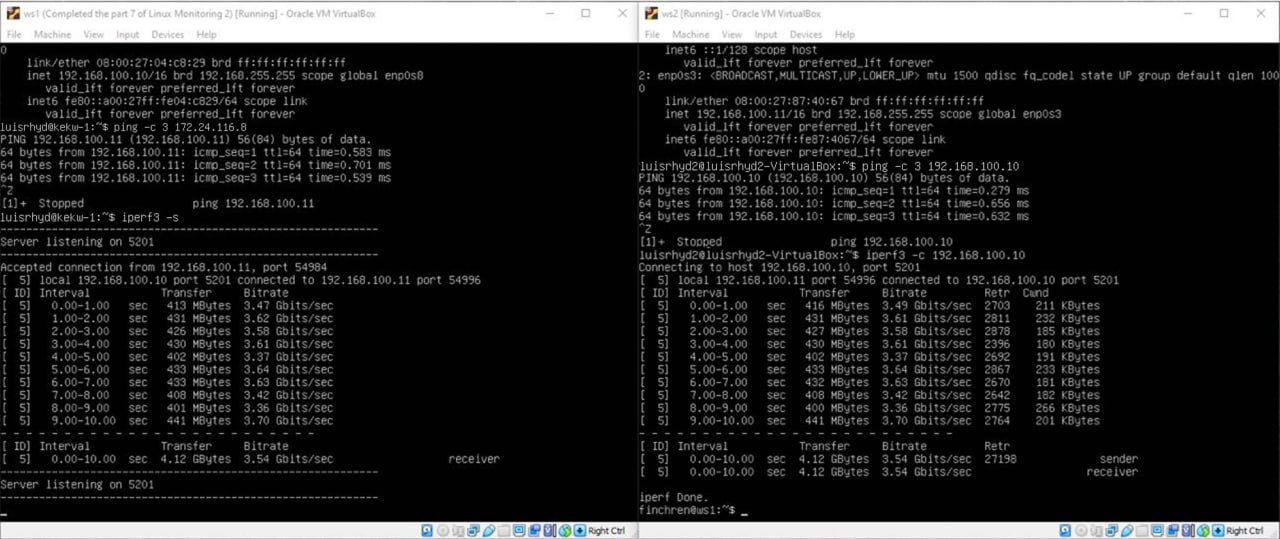 ws1 (Completed the part 7 of Linux Monitoring 2) [Running] - Oracle VM VirtualBox
File Machine View Input Devices Help
0
link/ether 08:00:27:04:c8:29 brd ff:ff:ff:ff:ff:ff
inet 192.168.100.10/16 brd 192.168.255.255 scope global enp0s8
valid_lft forever preferred_lft forever
inet6 fe80::a00:27ff:fe04:c829/64 scope link
valid_lft forever preferred_lft forever
luisrhyd@kekw-1:~$ ping -c 3 172.24.116.8
PING 192.168.100.11 (192.168.100.11) 56(84) bytes of data.
64 bytes from 192.168.100.11: icmp_seq=1 ttl=64 time=0.583 ms
64 bytes from 192.168.100.11: icmp_seq=2 ttl=64 time=0.701 ms
64 bytes from 192.168.100.11: icmp_seq=3 ttl=64 time=0.539 ms
^Z
[1]+ Stopped ping 192.168.100.11
luisrhyd@kekw-1:~$ iperf3 -s
-----------------------------------------------------------
Server listening on 5201
-----------------------------------------------------------
Accepted connection from 192.168.100.11, port 54984
[ 5] local 192.168.100.10 port 5201 connected to 192.168.100.11 port 54996
[ ID] Interval Transfer Bitrate
[ 5] 0.00-1.00 sec 413 MBytes 3.47 Gbits/sec
[ 5] 1.00-2.00 sec 431 MBytes 3.62 Gbits/sec
[ 5] 2.00-3.00 sec 426 MBytes 3.58 Gbits/sec
[ 5] 3.00-4.00 sec 430 MBytes 3.61 Gbits/sec
[ 5] 4.00-5.00 sec 402 MBytes 3.37 Gbits/sec
[ 5] 5.00-6.00 sec 433 MBytes 3.64 Gbits/sec
[ 5] 6.00-7.00 sec 433 MBytes 3.63 Gbits/sec
[ 5] 7.00-8.00 sec 408 MBytes 3.42 Gbits/sec
[ 5] 8.00-9.00 sec 401 MBytes 3.36 Gbits/sec
[ 5] 9.00-10.00 sec 441 MBytes 3.70 Gbits/sec
- - - - - - - - - - - - - - - - - - - - - - - - -
[ ID] Interval Transfer Bitrate
[ 5] 0.00-10.00 sec 4.12 GBytes 3.54 Gbits/sec receiver
-----------------------------------------------------------
Server listening on 5201
-----------------------------------------------------------
_
Right Ctrl
ws2 [Running] - Oracle VM VirtualBox
File Machine View Input Devices Help
inet6 ::1/128 scope host
valid_lft forever preferred_lft forever
2: enp0s3: <BROADCAST,MULTICAST,UP,LOWER_UP> mtu 1500 qdisc fq_codel state UP group default qlen 100
0
link/ether 08:00:27:87:40:67 brd ff:ff:ff:ff:ff:ff
inet 192.168.100.11/16 brd 192.168.255.255 scope global enp0s3
valid_lft forever preferred_lft forever
inet6 fe80::a00:27ff:fe87:4067/64 scope link
valid_lft forever preferred_lft forever
luisrhyd2@luisrhyd2-VirtualBox:~$ ping -c 3 192.168.100.10
PING 192.168.100.10 (192.168.100.10) 56(84) bytes of data.
64 bytes from 192.168.100.10: icmp_seq=1 ttl=64 time=0.279 ms
64 bytes from 192.168.100.10: icmp_seq=2 ttl=64 time=0.656 ms
64 bytes from 192.168.100.10: icmp_seq=3 ttl=64 time=0.632 ms
^Z
[1]+ Stopped ping 192.168.100.10
luisrhyd2@luisrhyd2-VirtualBox:~$ iperf3 -c 192.168.100.10
Connecting to host 192.168.100.10, port 5201
[ 5] local 192.168.100.11 port 54996 connected to 192.168.100.10 port 5201
[ ID] Interval Transfer Bitrate Retr Cwnd
[ 5] 0.00-1.00 sec 416 MBytes 3.49 Gbits/sec 2703 211 KBytes
[ 5] 1.00-2.00 sec 431 MBytes 3.61 Gbits/sec 2811 232 KBytes
[ 5] 2.00-3.00 sec 427 MBytes 3.58 Gbits/sec 2878 185 KBytes
[ 5] 3.00-4.00 sec 430 MBytes 3.61 Gbits/sec 2396 180 KBytes
[ 5] 4.00-5.00 sec 402 MBytes 3.37 Gbits/sec 2692 191 KBytes
[ 5] 5.00-6.00 sec 433 MBytes 3.64 Gbits/sec 2867 233 KBytes
[ 5] 6.00-7.00 sec 432 MBytes 3.63 Gbits/sec 2670 181 KBytes
[ 5] 7.00-8.00 sec 408 MBytes 3.42 Gbits/sec 2642 182 KBytes
[ 5] 8.00-9.00 sec 400 MBytes 3.36 Gbits/sec 2775 266 KBytes
[ 5] 9.00-10.00 sec 441 MBytes 3.70 Gbits/sec 2764 201 KBytes
- - - - - - - - - - - - - - - - - - - - - - - - -
[ ID] Interval Transfer Bitrate Retr
[ 5] 0.00-10.00 sec 4.12 GBytes 3.54 Gbits/sec 27198 sender
[ 5] 0.00-10.00 sec 4.12 GBytes 3.54 Gbits/sec receiver
iperf Done.
finchren@ws1:~$ _
Right Ctrl